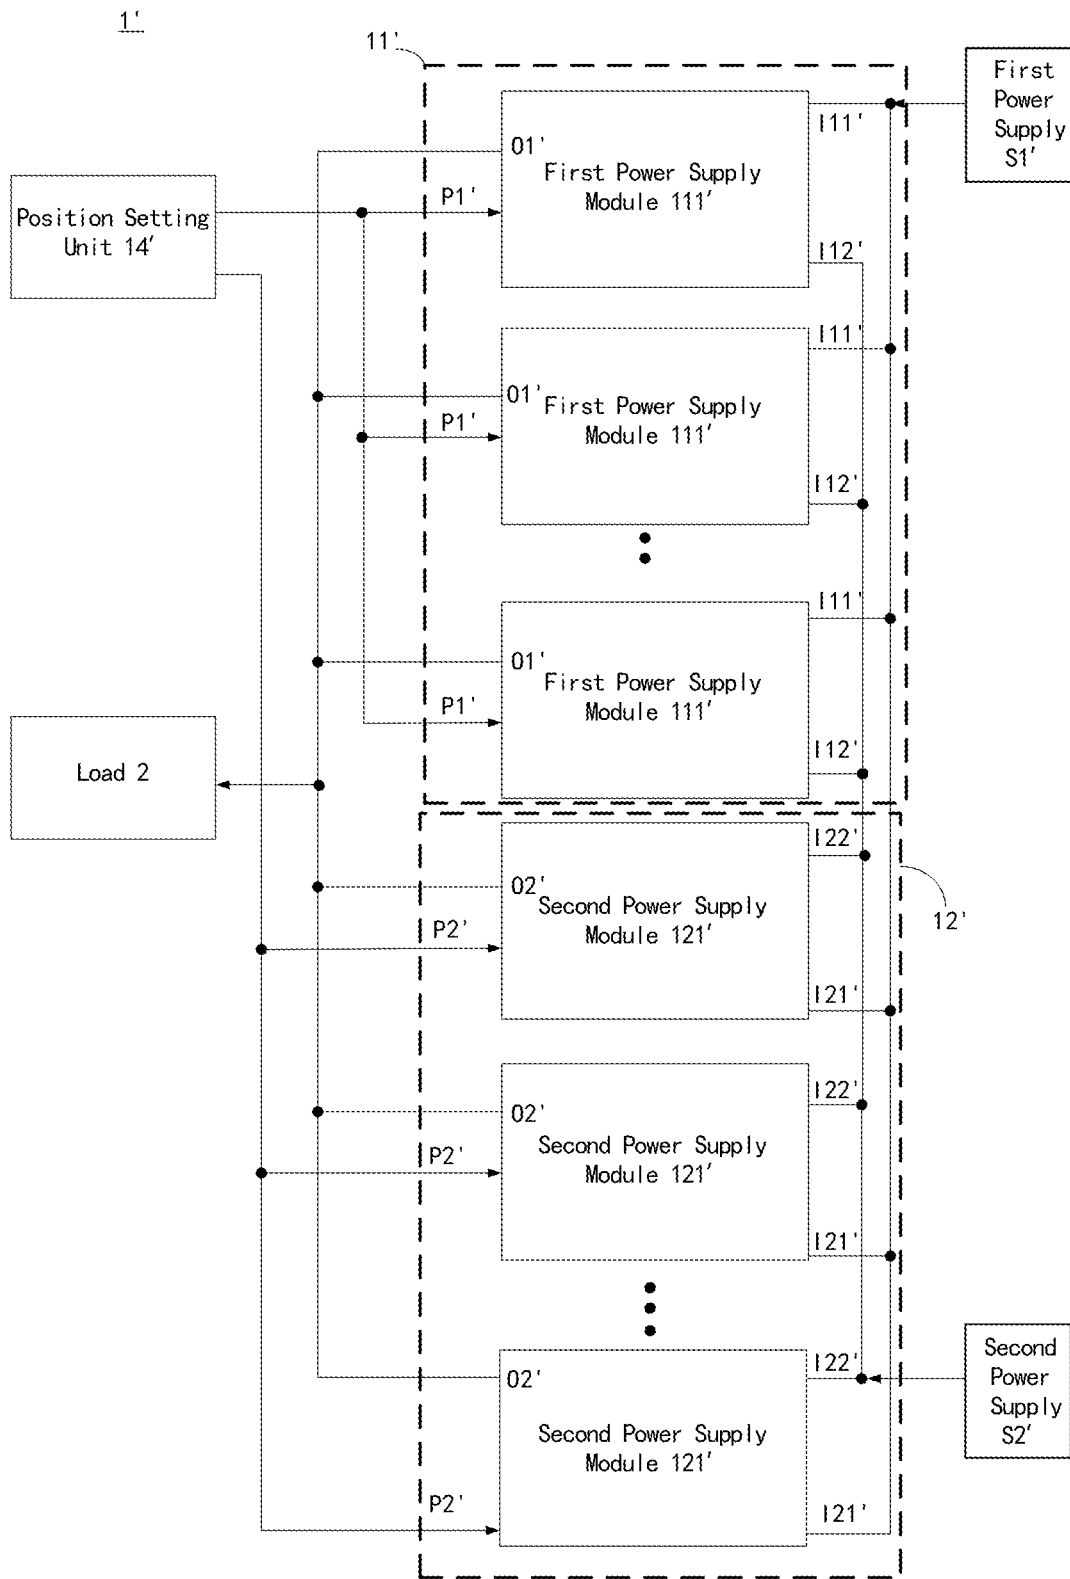 1'
11'
First
Power
Supply
S1'
I11'
O1'
First Power Supply
Module 111'
P1'
I12'
Position Setting
Unit 14'
I11'
O1'
First Power Supply
Module 111'
P1'
I12'
I11'
O1'
First Power Supply
Module 111'
P1'
I12'
Load 2
I22'
O2'
Second Power Supply
Module 121'
P2'
I21'
12'
I22'
O2'
Second Power Supply
Module 121'
P2'
I21'
Second
Power
Supply
S2'
I22'
O2'
Second Power Supply
Module 121'
P2'
I21'